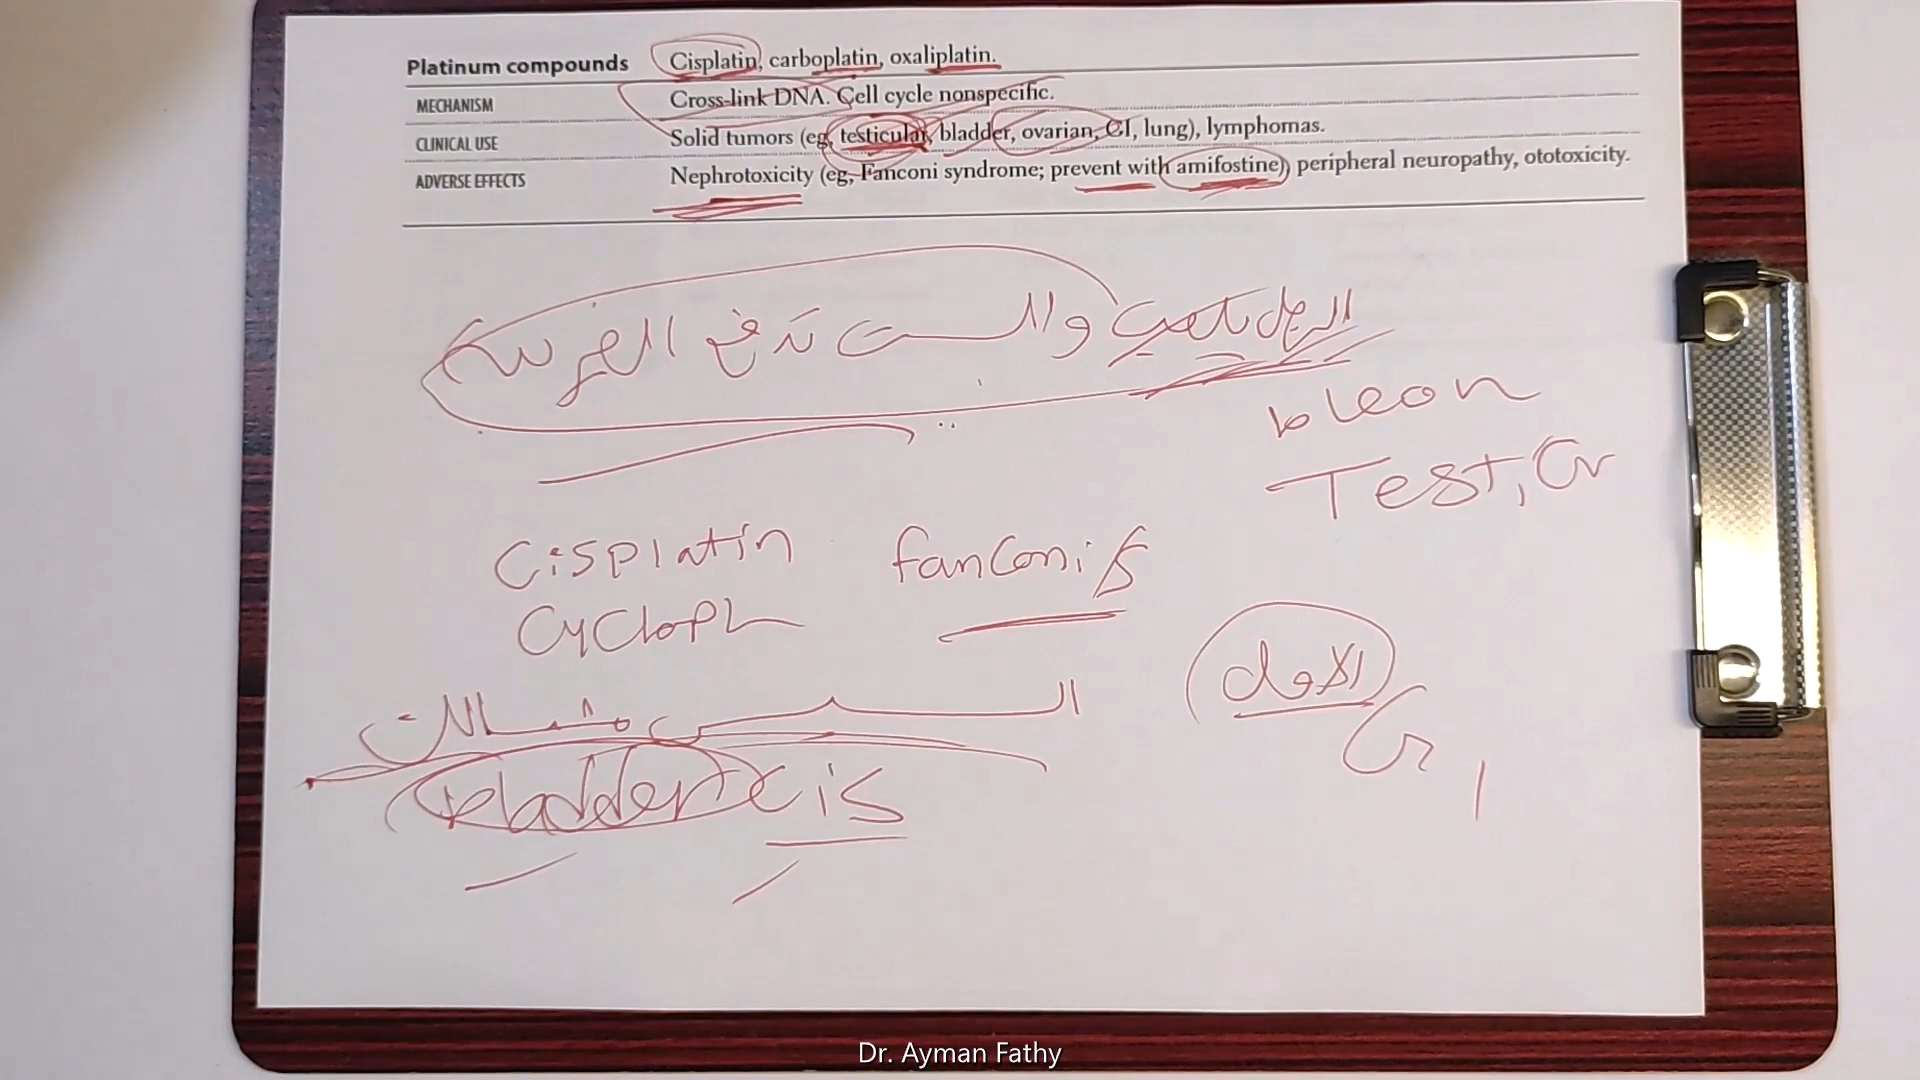 Platinum compounds Cisplatin, carboplatin, oxaliplatin.
MECHANISM Cross-link DNA. Cell cycle nonspecific.
CLINICAL USE Solid tumors (eg, testicular, bladder, ovarian, GI, lung), lymphomas.
ADVERSE EFFECTS Nephrotoxicity (eg, Fanconi syndrome; prevent with amifostine), peripheral neuropathy, ototoxicity.
والست تدفع
Test,
Cisplatin fanconi
Cycloph
bladder cis
Dr. Ayman Fathy